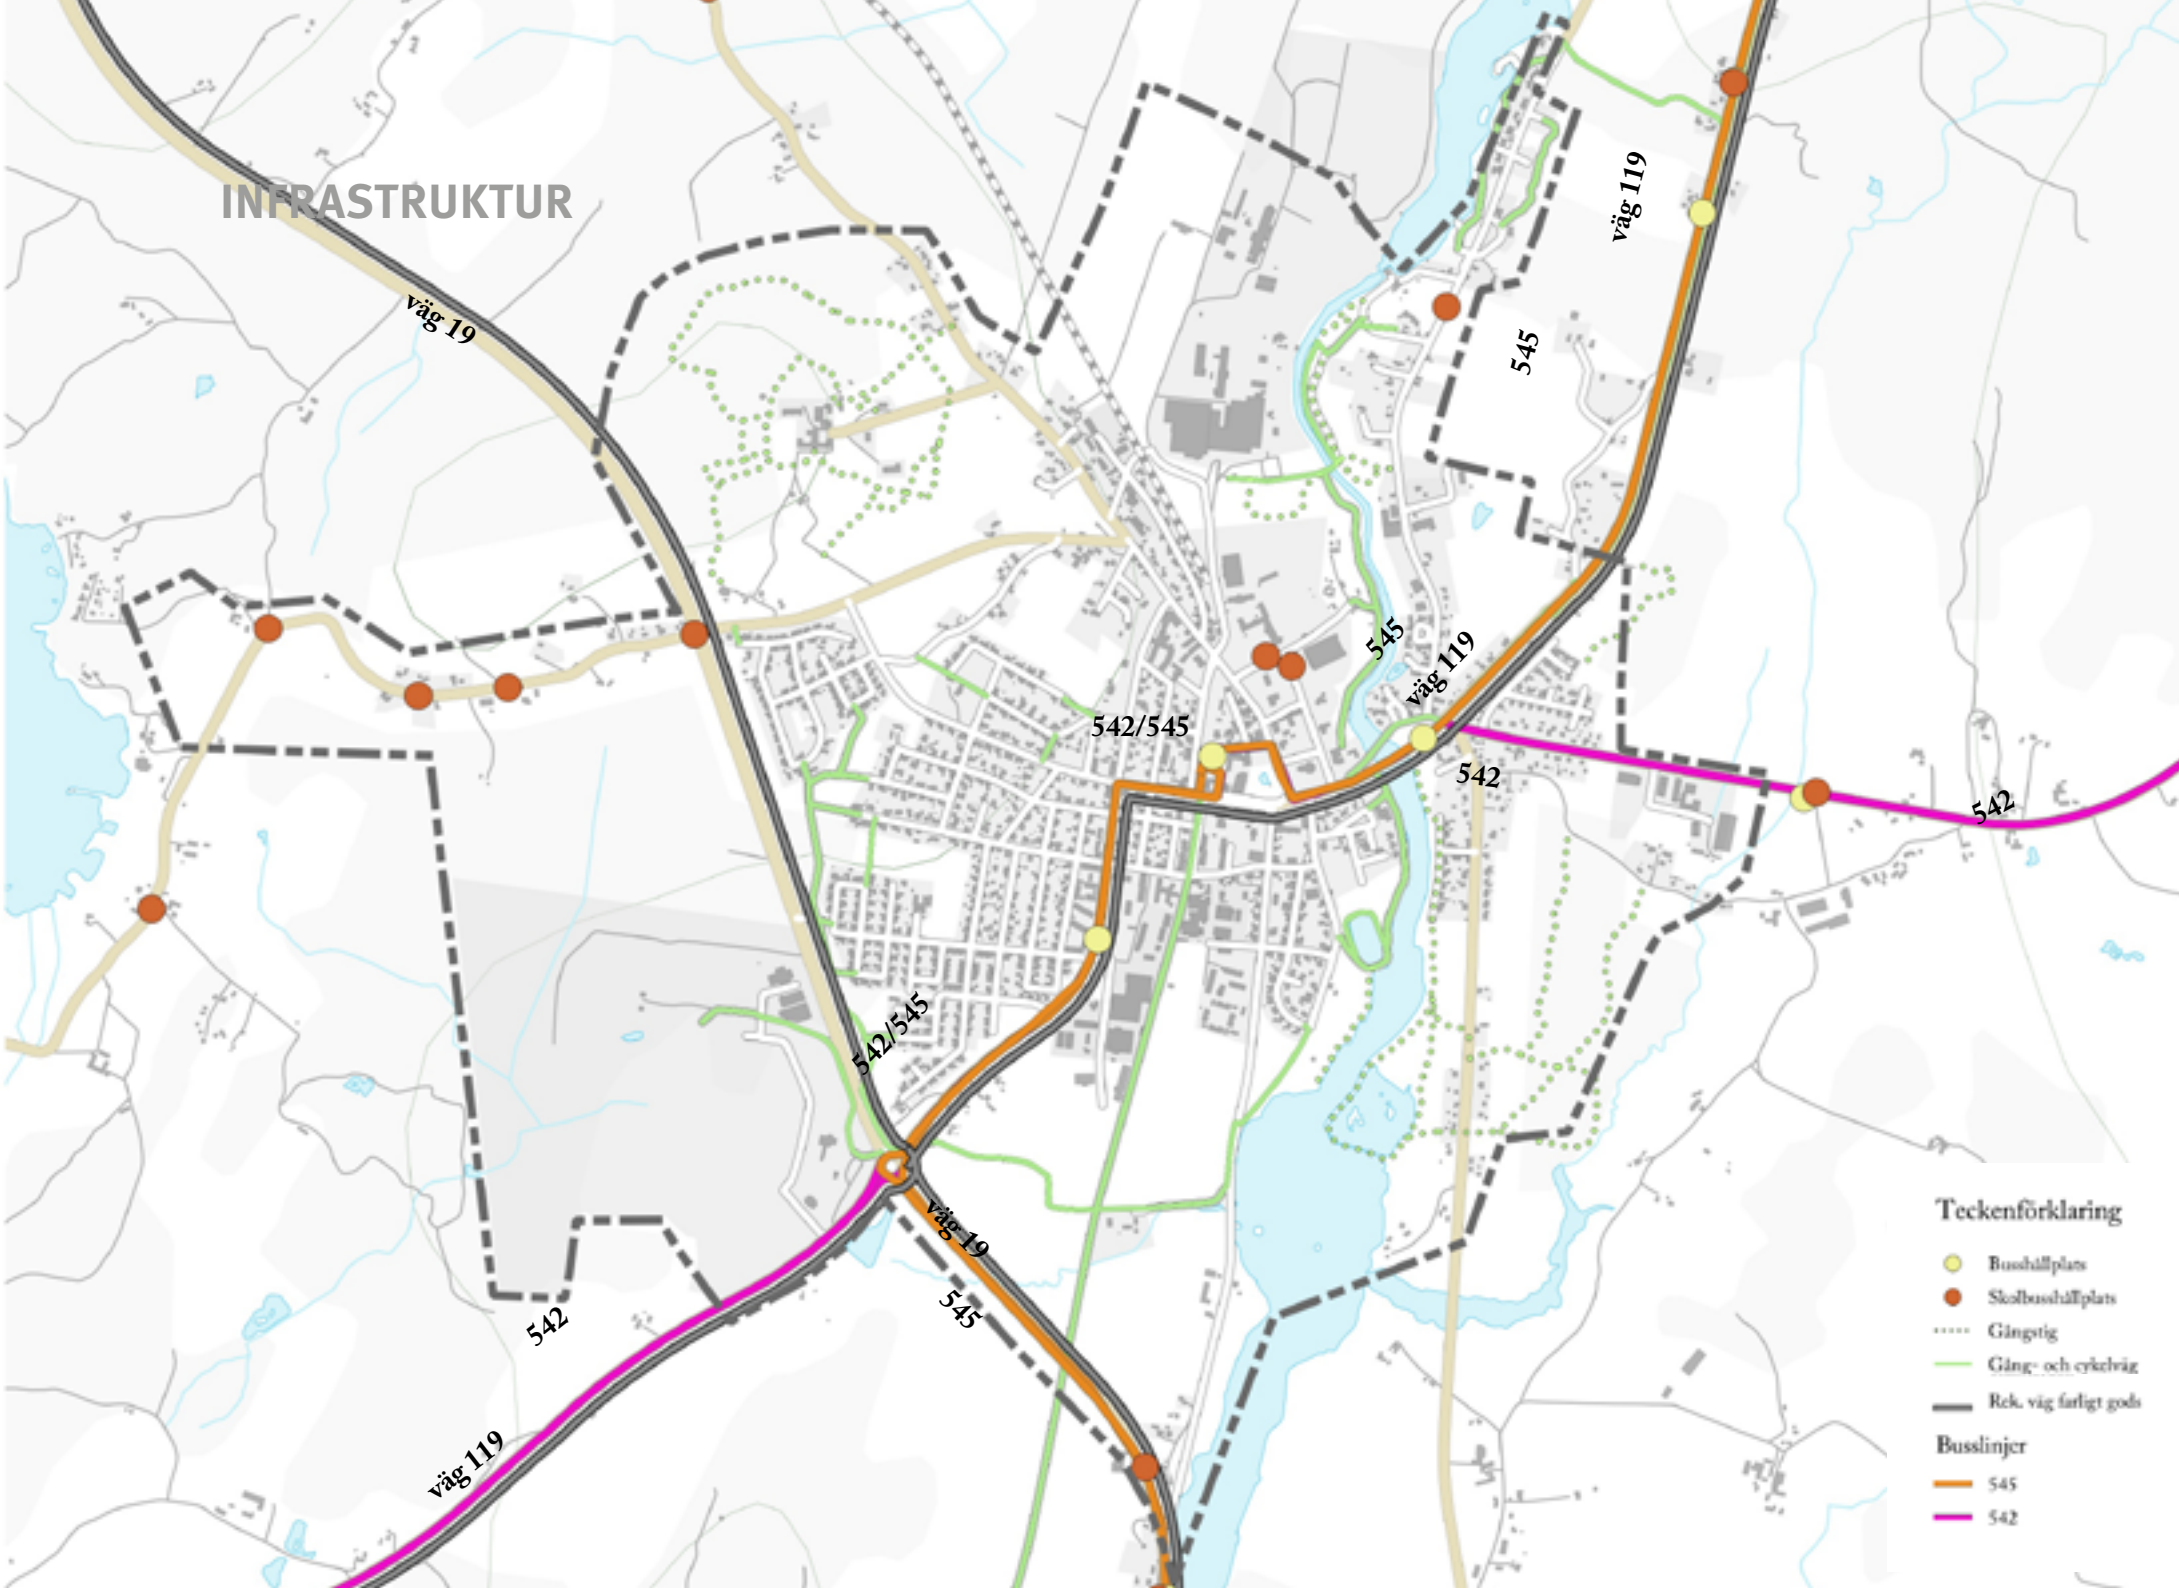 INFRASTRUKTUR
väg 119
väg 19
545
545
väg 119
542/545
542
542
542/545
väg 19
545
542
väg 119
Teckenförklaring
Busshållplats
Skolbusshållplats
Gångstig
Gång- och cykelväg
Rek. väg farligt gods
Busslinjer
545
542